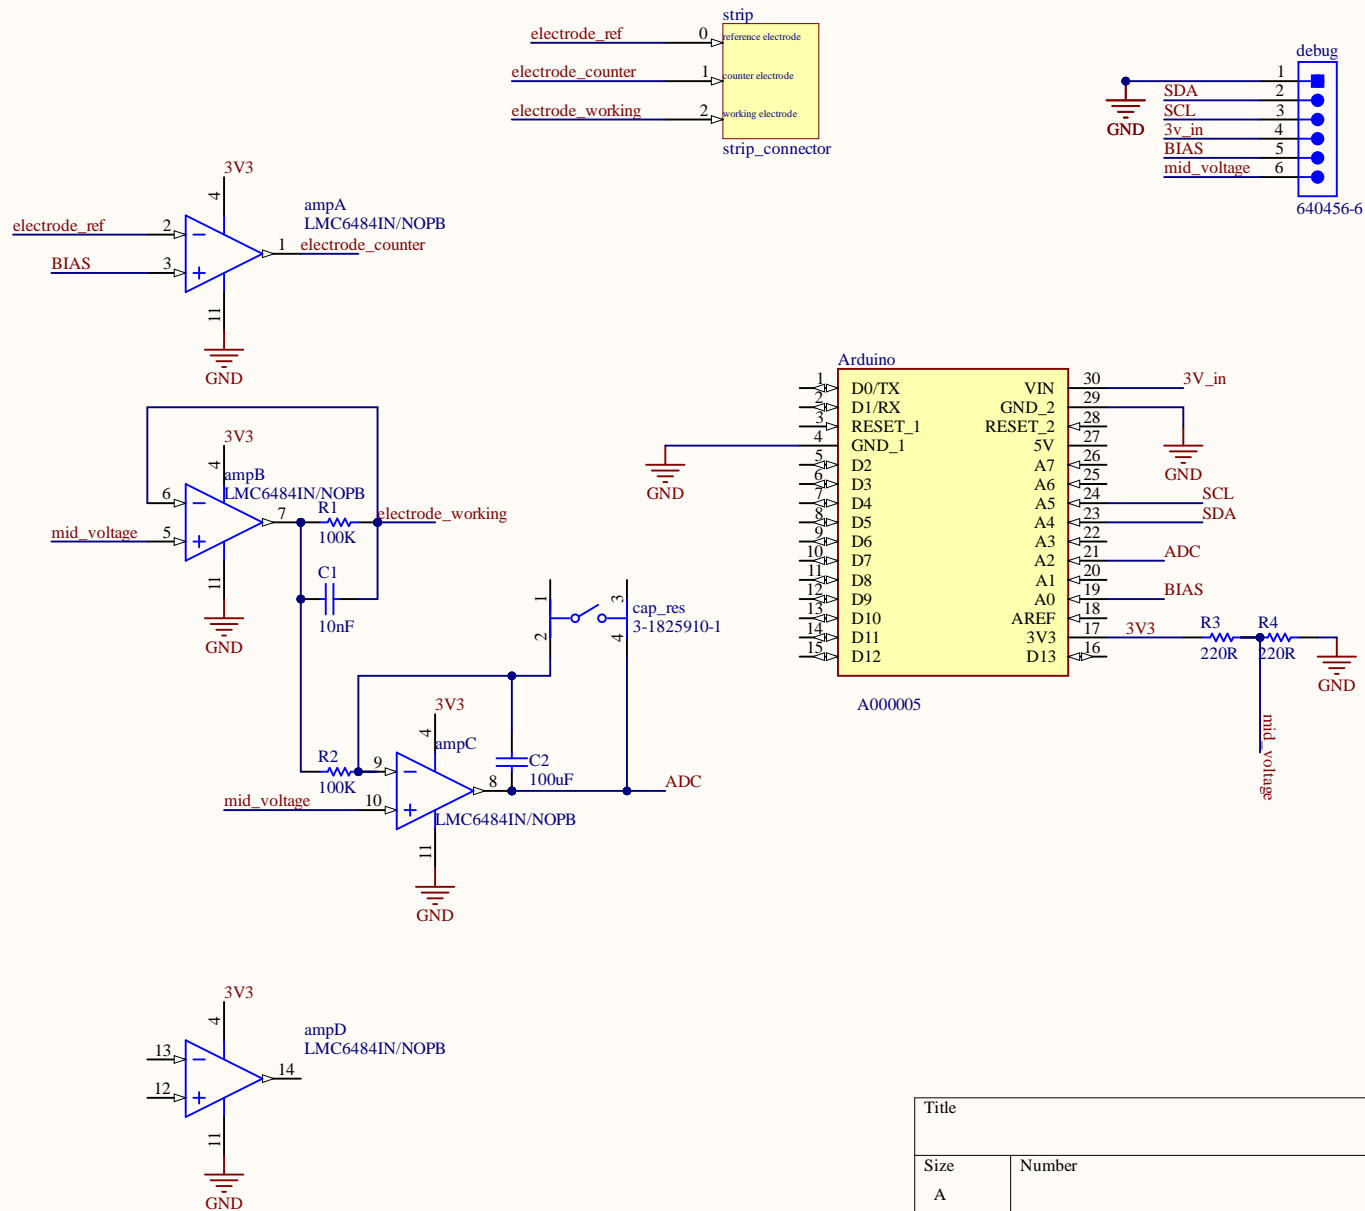 strip
electrode_ref 0 reference electrode
electrode_counter 1 counter electrode
electrode_working 2 working electrode
strip_connector
debug
1
SDA 2
SCL 3
3v_in 4
BIAS 5
mid_voltage 6
GND
640456-6
3V3
4
ampA
LMC6484IN/NOPB
electrode_ref 2
1 electrode_counter
BIAS 3
11
GND
3V3
4
ampB
LMC6484IN/NOPB
6
R1
7 electrode_working
mid_voltage 5
100K
C1
11
10nF
GND
1
3
cap_res
3-1825910-1
2
4
3V3
4
ampC
R2
9
C2
100K
100uF
8
ADC
mid_voltage 10
LMC6484IN/NOPB
11
GND
Arduino
1 D0/TX VIN 30 3V_in
2 D1/RX GND_2 29
3 RESET_1 RESET_2 28
4 GND_1 5V 27
5 D2 A7 26
6 D3 A6 25
7 D4 A5 24 SCL
8 D5 A4 23 SDA
9 D6 A3 22
10 D7 A2 21 ADC
11 D8 A1 20
12 D9 A0 19 BIAS
13 D10 AREF 18
14 D11 3V3 17 3V3
15 D12 D13 16
GND
GND
A000005
R3 R4
220R 220R
GND
mid_voltage
3V3
4
ampD
LMC6484IN/NOPB
13
14
12
11
GND
Title
Size Number
A